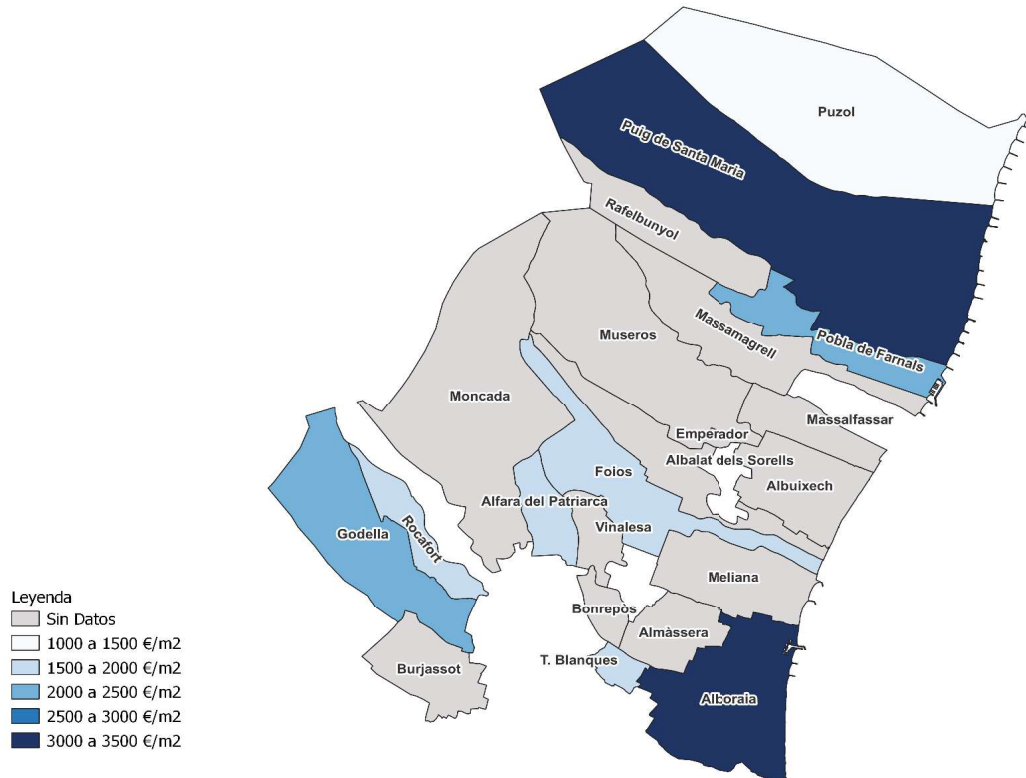 Puzol
Puig de Santa Maria
Rafelbunyol
Massamagrell
Pobla de Farnals
Museros
Moncada
Massalfassar
Emperador
Albalat dels Sorells
Albuixech
Foios
Alfara del Patriarca
Vinalesa
Godella
Rocafort
Meliana
Bonrepòs
Almàssera
T. Blanques
Burjassot
Alboraia
Leyenda
Sin Datos
1000 a 1500 €/m2
1500 a 2000 €/m2
2000 a 2500 €/m2
2500 a 3000 €/m2
3000 a 3500 €/m2